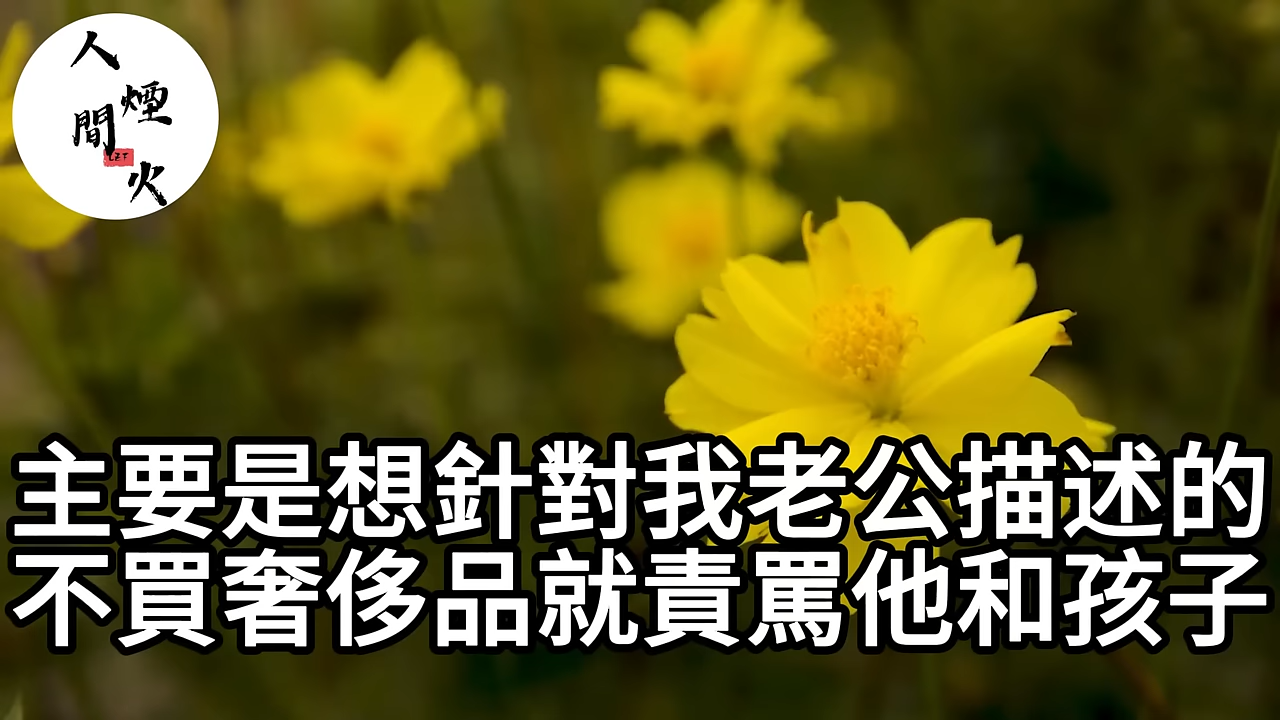 人間煙火
LZT
主要是想針對我老公描述的
不買奢侈品就責罵他和孩子